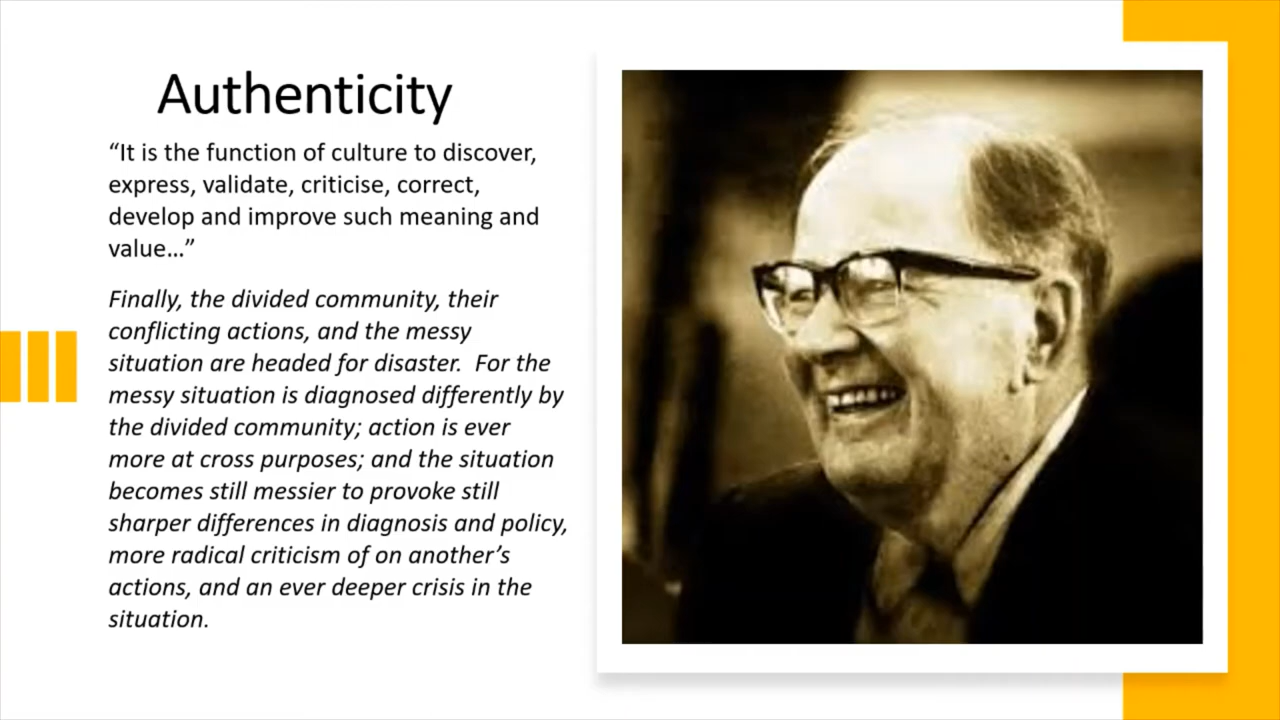 Authenticity
“It is the function of culture to discover,
express, validate, criticise, correct,
develop and improve such meaning and
value…”
Finally, the divided community, their
conflicting actions, and the messy
situation are headed for disaster.  For the
messy situation is diagnosed differently by
the divided community; action is ever
more at cross purposes; and the situation
becomes still messier to provoke still
sharper differences in diagnosis and policy,
more radical criticism of on another’s
actions, and an ever deeper crisis in the
situation.